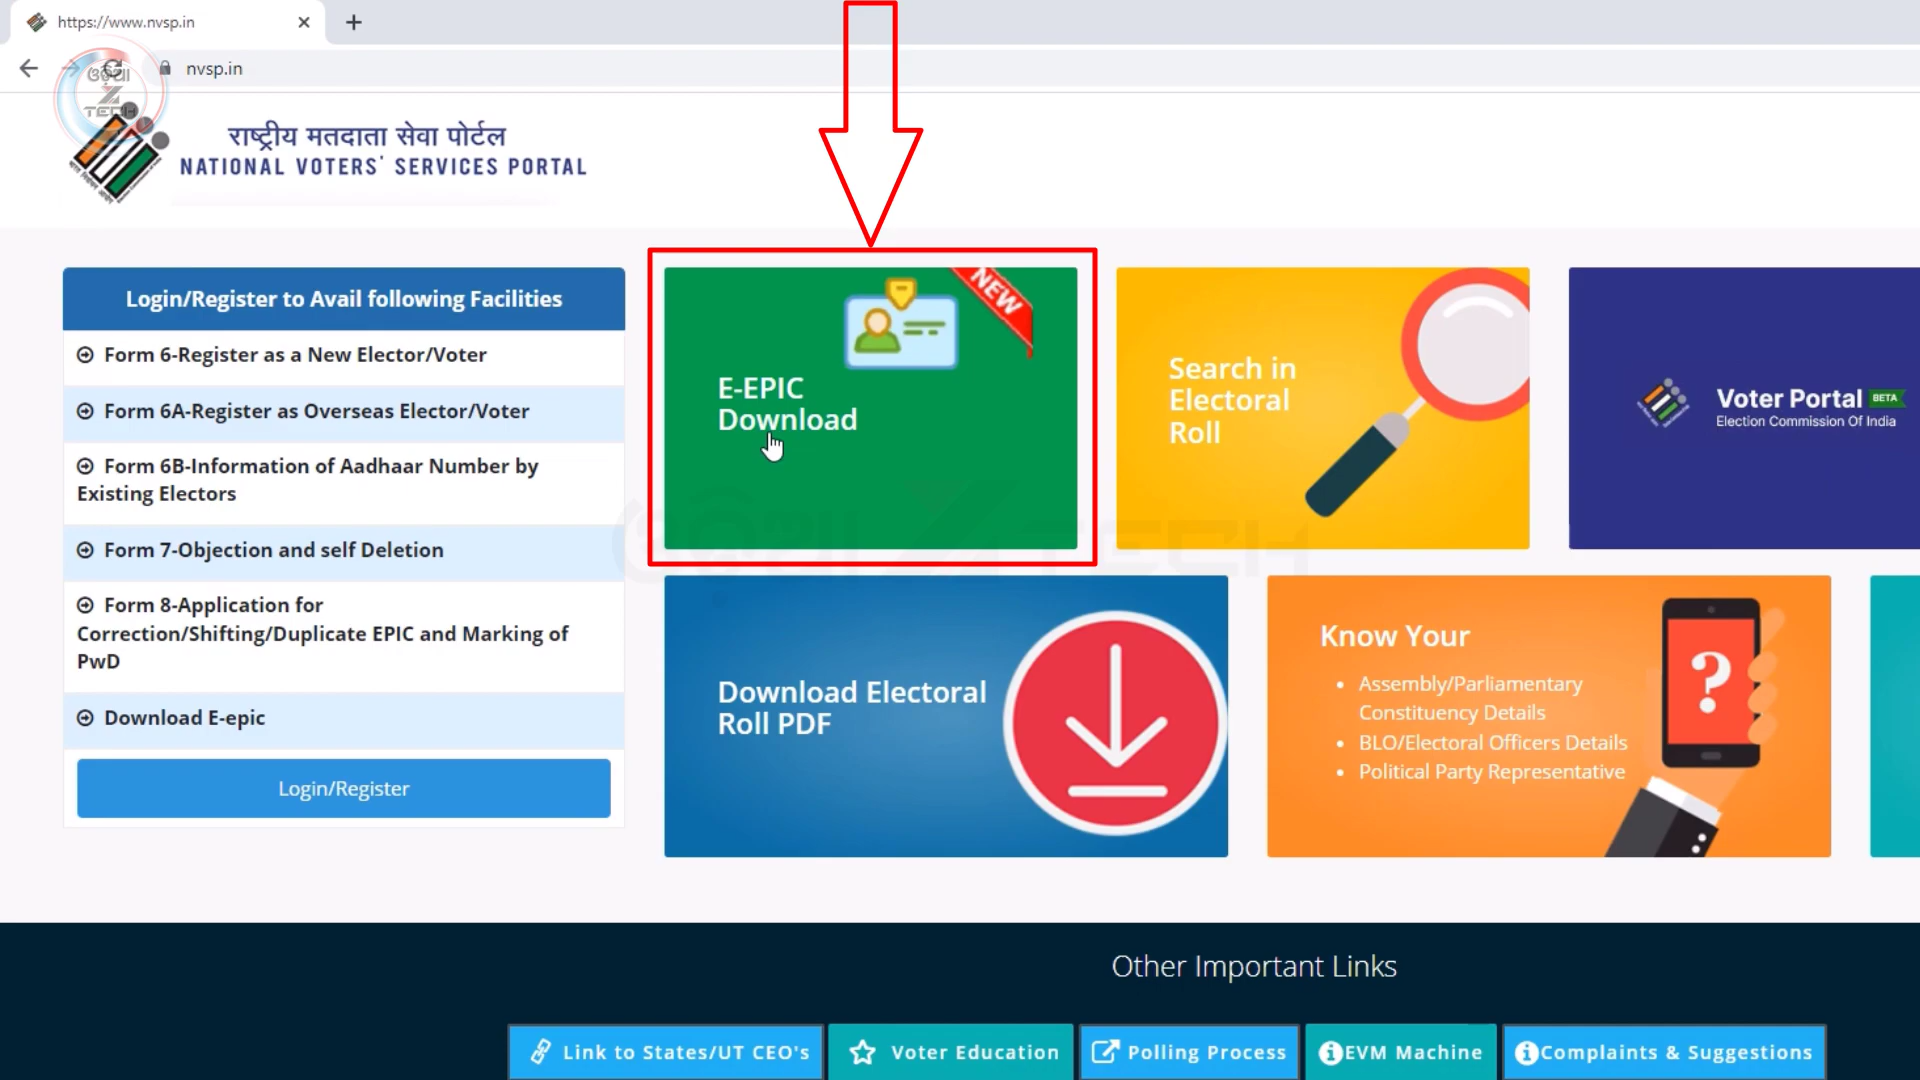 https://www.nvsp.in
nvsp.in
ଓଡ଼ିଆ
Z
TECH
राष्ट्रीय मतदाता सेवा पोर्टल
NATIONAL VOTERS' SERVICES PORTAL
Login/Register to Avail following Facilities
Form 6-Register as a New Elector/Voter
Form 6A-Register as Overseas Elector/Voter
Form 6B-Information of Aadhaar Number by
Existing Electors
Form 7-Objection and self Deletion
Form 8-Application for
Correction/Shifting/Duplicate EPIC and Marking of
PwD
Download E-epic
Login/Register
NEW
E-EPIC
Download
Search in
Electoral
Roll
Voter Portal BETA
Election Commission Of India
ଓଡ଼ିଆ Z TECH
Download Electoral
Roll PDF
Know Your
• Assembly/Parliamentary
Constituency Details
• BLO/Electoral Officers Details
• Political Party Representative
?
Other Important Links
Link to States/UT CEO's
Voter Education
Polling Process
EVM Machine
Complaints & Suggestions